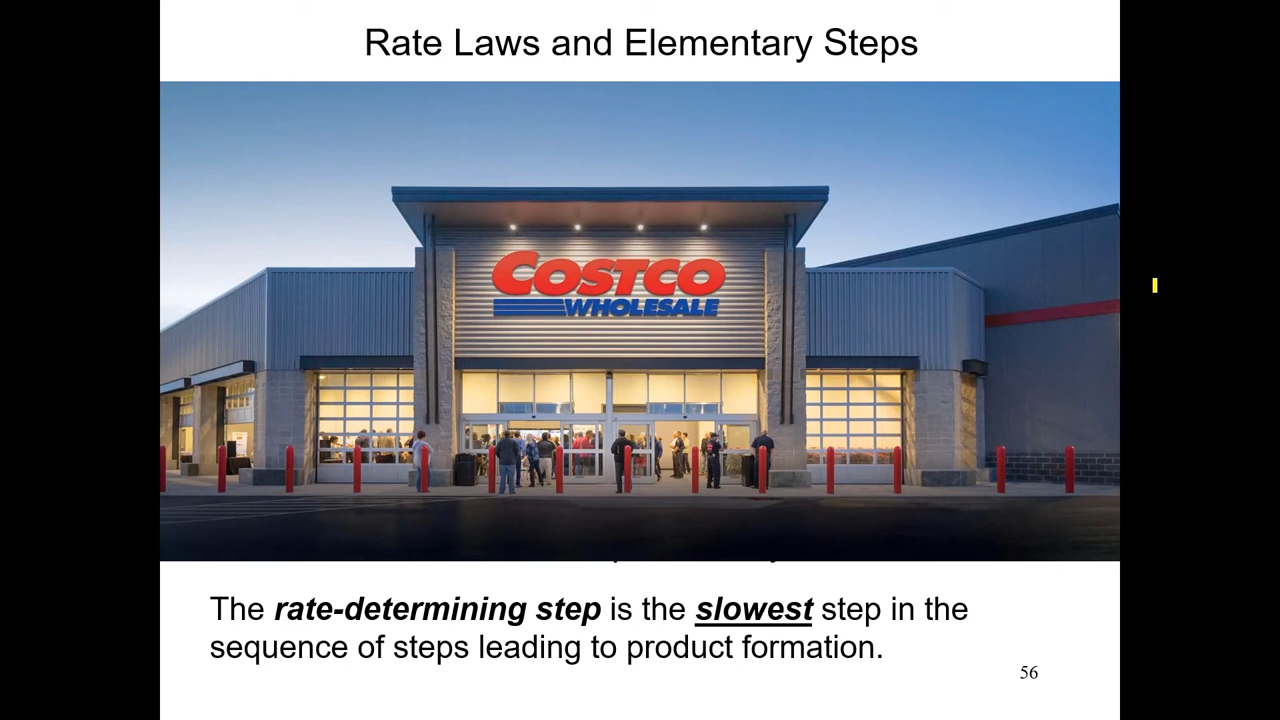 Rate Laws and Elementary Steps
COSTCO
WHOLESALE
The rate-determining step is the slowest step in the
sequence of steps leading to product formation.
56